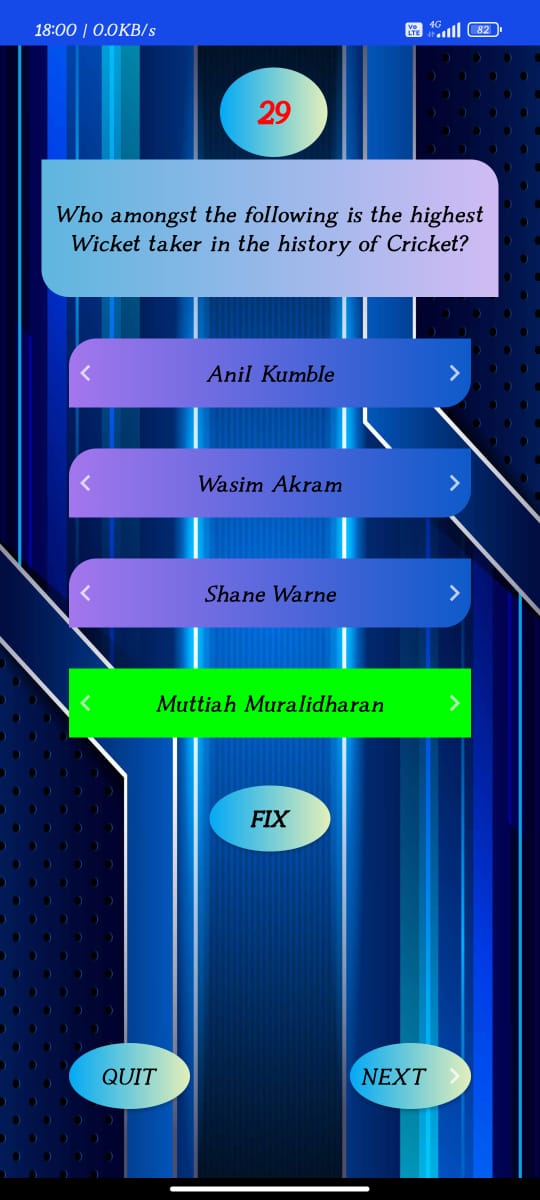 18:00 | 0.0KB/s
Vo LTE 4G 82
29
Who amongst the following is the highest
Wicket taker in the history of Cricket?
Anil Kumble
Wasim Akram
Shane Warne
Muttiah Muralidharan
FIX
QUIT
NEXT